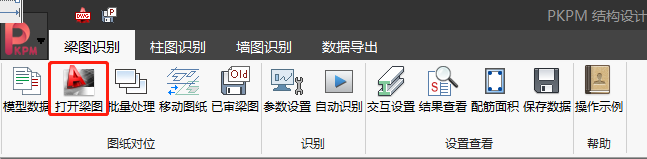 DWG
PKPM 结构设计
P
KPM
梁图识别 柱图识别 墙图识别 数据导出
Old
模型数据 打开梁图 批量处理 移动图纸 已审梁图 参数设置 自动识别 交互设置 结果查看 配筋面积 保存数据 操作示例
图纸对位 识别 设置查看 帮助